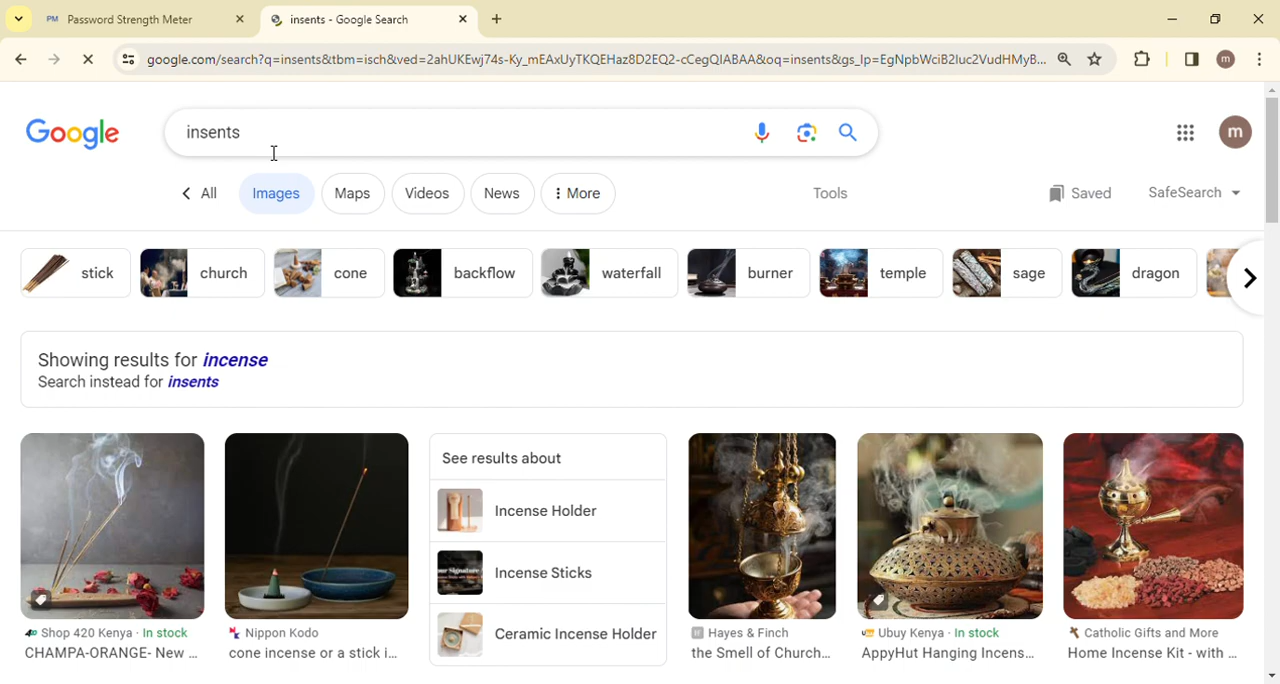 PM Password Strength Meter
insents - Google Search
google.com/search?q=insents&tbm=isch&ved=2ahUKEwj74s-Ky_mEAxUyTKQEHaz8D2EQ2-cCegQIABAA&oq=insents&gs_lp=EgNpbWciB2luc2VudHMyB...
m
Google
insents
m
All
Images
Maps
Videos
News
More
Tools
Saved
SafeSearch
stick
church
cone
backflow
waterfall
burner
temple
sage
dragon
Showing results for incense
Search instead for insents
See results about
Incense Holder
Incense Sticks
Ceramic Incense Holder
Shop 420 Kenya · In stock
CHAMPA-ORANGE- New ...
Nippon Kodo
cone incense or a stick i...
Hayes & Finch
the Smell of Church...
Ubuy Kenya · In stock
AppyHut Hanging Incens...
Catholic Gifts and More
Home Incense Kit - with ...